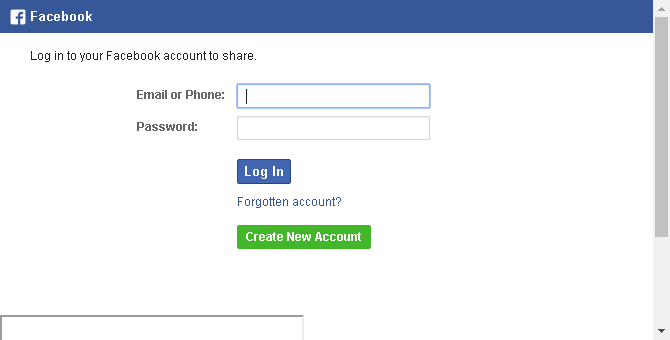 Facebook
Log in to your Facebook account to share.
Email or Phone:
Password:
Log In
Forgotten account?
Create New Account